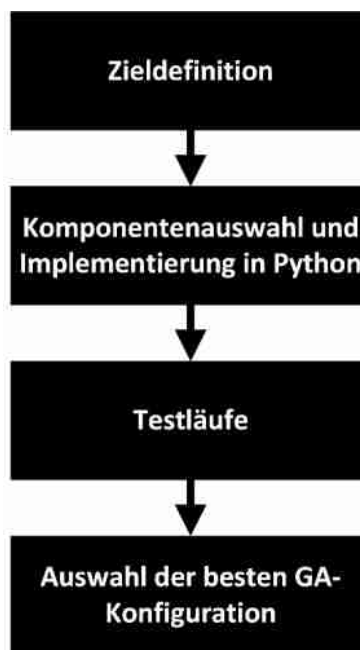 Zieldefinition
Komponentenauswahl und
Implementierung in Python
Testläufe
Auswahl der besten GA-
Konfiguration